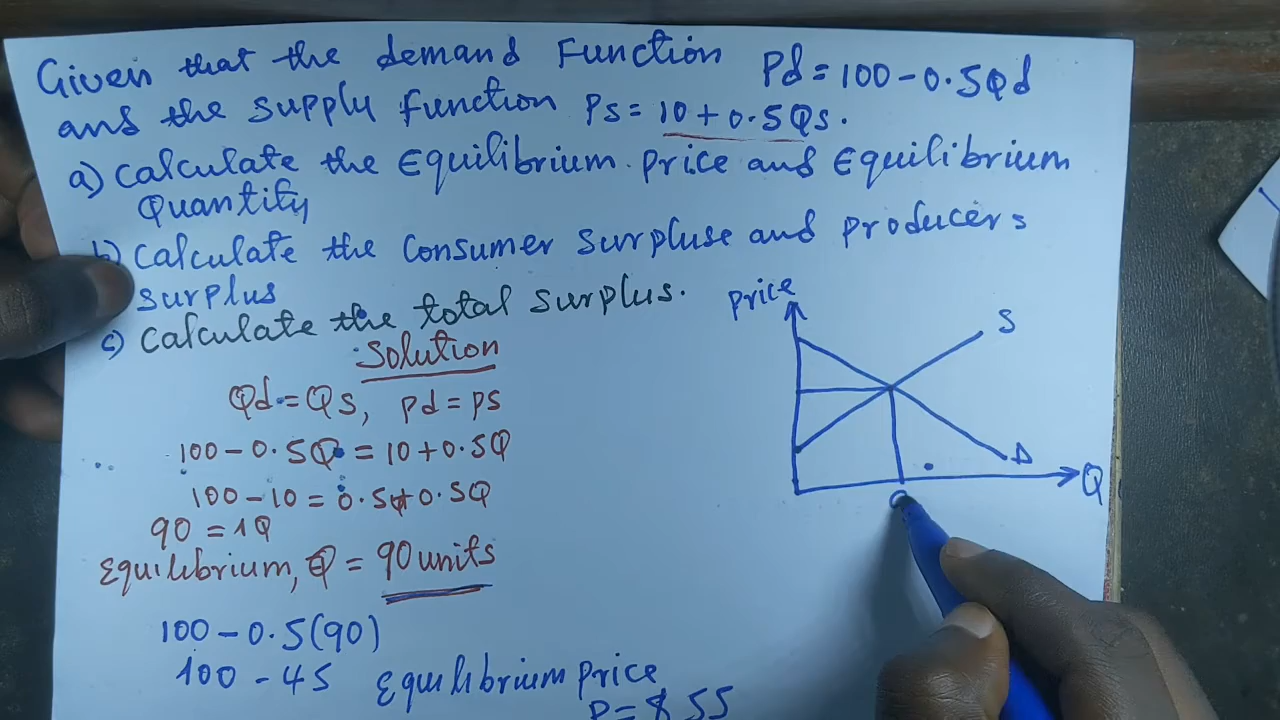 Given that the demand Function Pd = 100 - 0.5Qd
and the supply function Ps = 10 + 0.5Qs.
a) Calculate the Equilibrium price and Equilibrium
Quantity
b) Calculate the Consumer surpluse and producers
surplus
c) Calculate the total surplus.
Solution
Qd = Qs, pd = ps
100 - 0.5Q = 10 + 0.5Q
100 - 10 = 0.5Q + 0.5Q
90 = 1Q
Equilibrium, Q = 90 units
100 - 0.5(90)
100 - 45
Equilibrium price
P = $55
price
S
D
Q